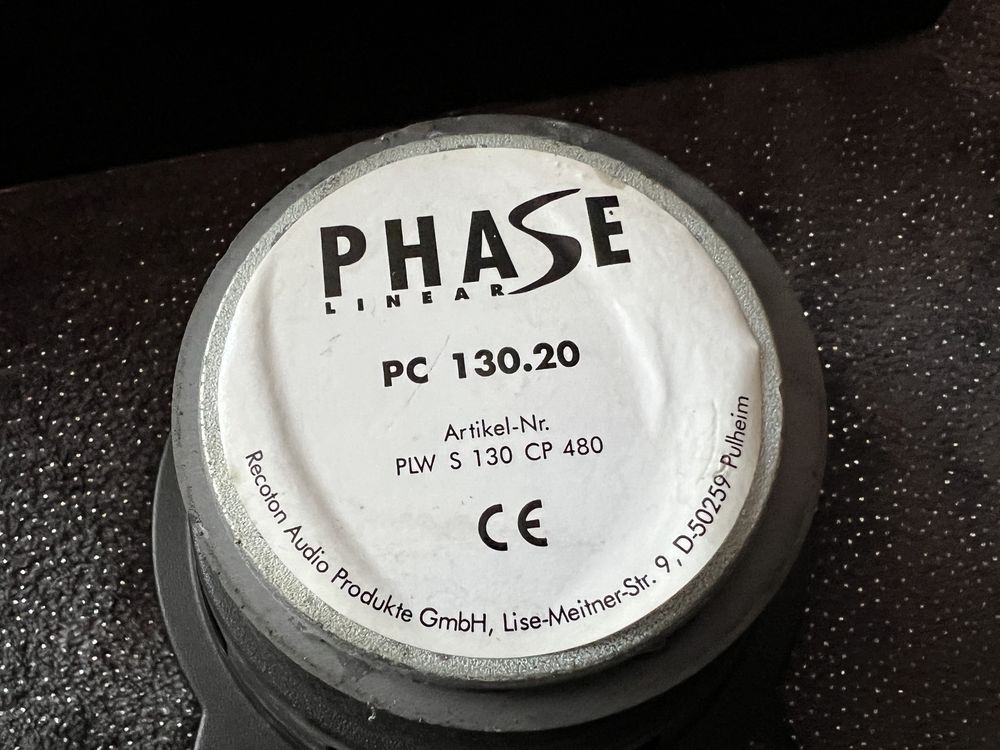 PHASE
LINEAR
PC 130.20
Artikel-Nr.
PLW S 130 CP 480
CE
Recoton Audio Produkte GmbH, Lise-Meitner-Str. 9, D-50259 Pulheim